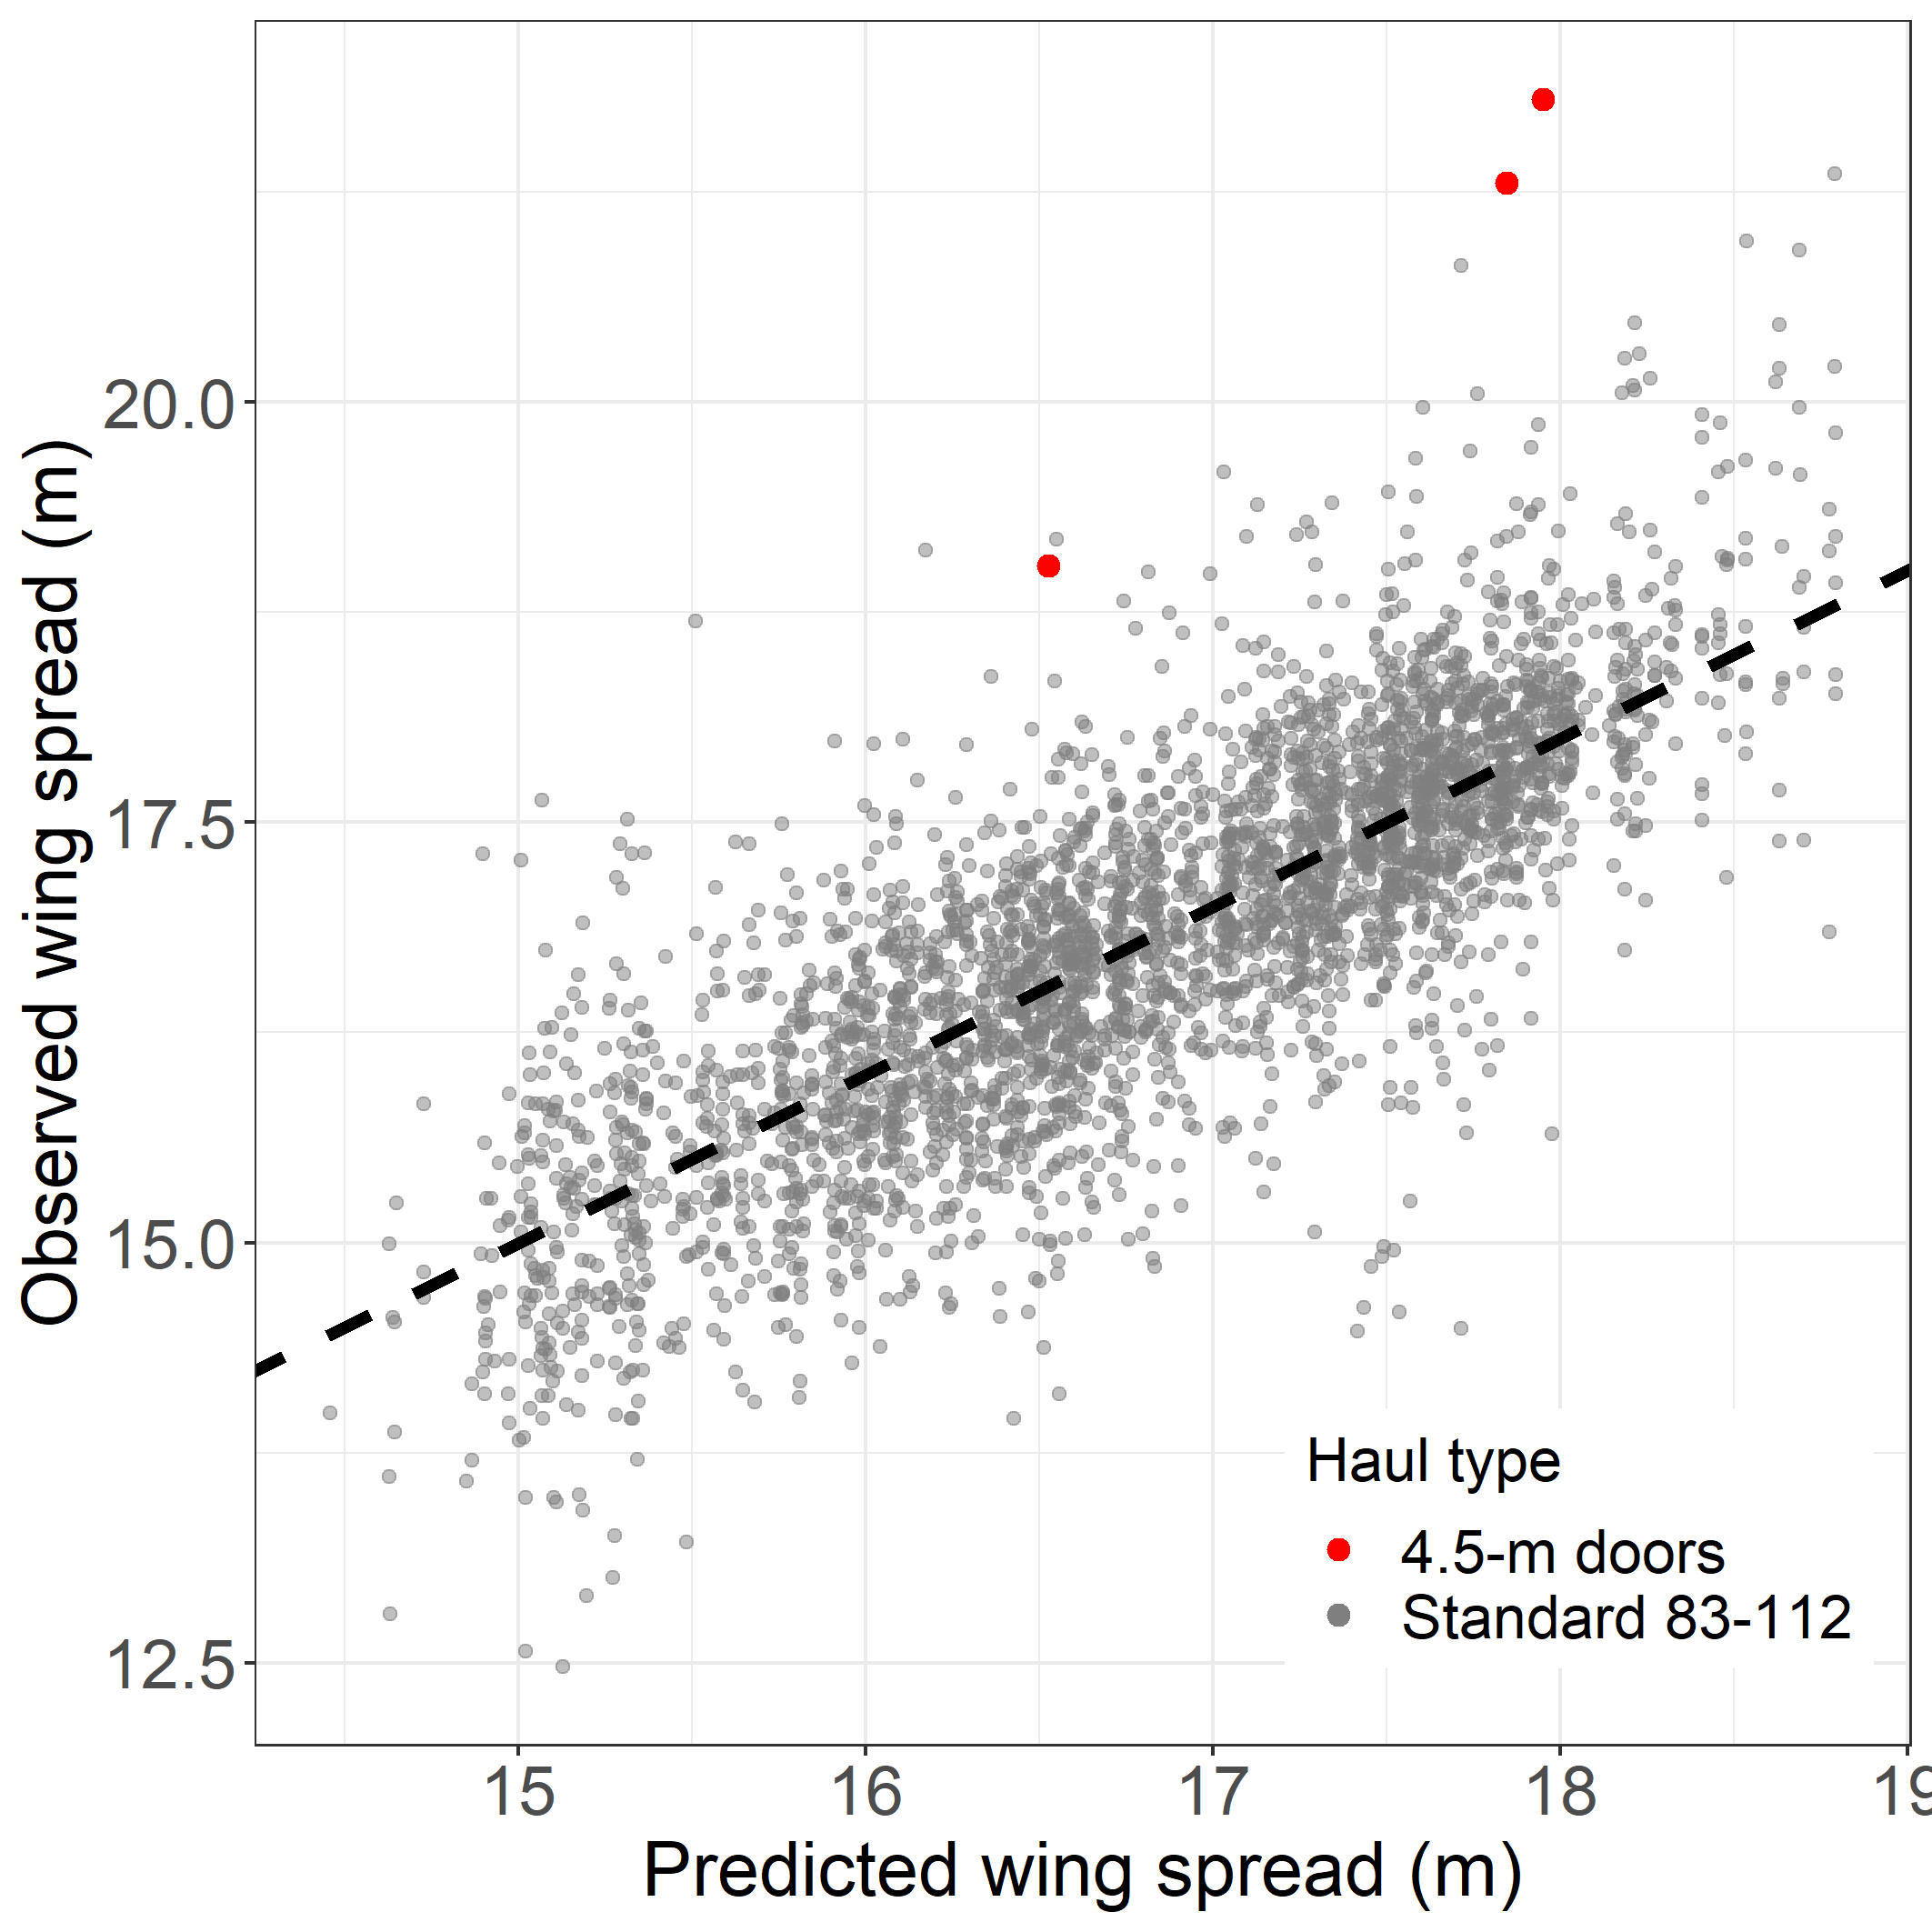 Observed wing spread (m)
20.0
17.5
15.0
12.5
Haul type
4.5-m doors
Standard 83-112
15 16 17 18 19
Predicted wing spread (m)